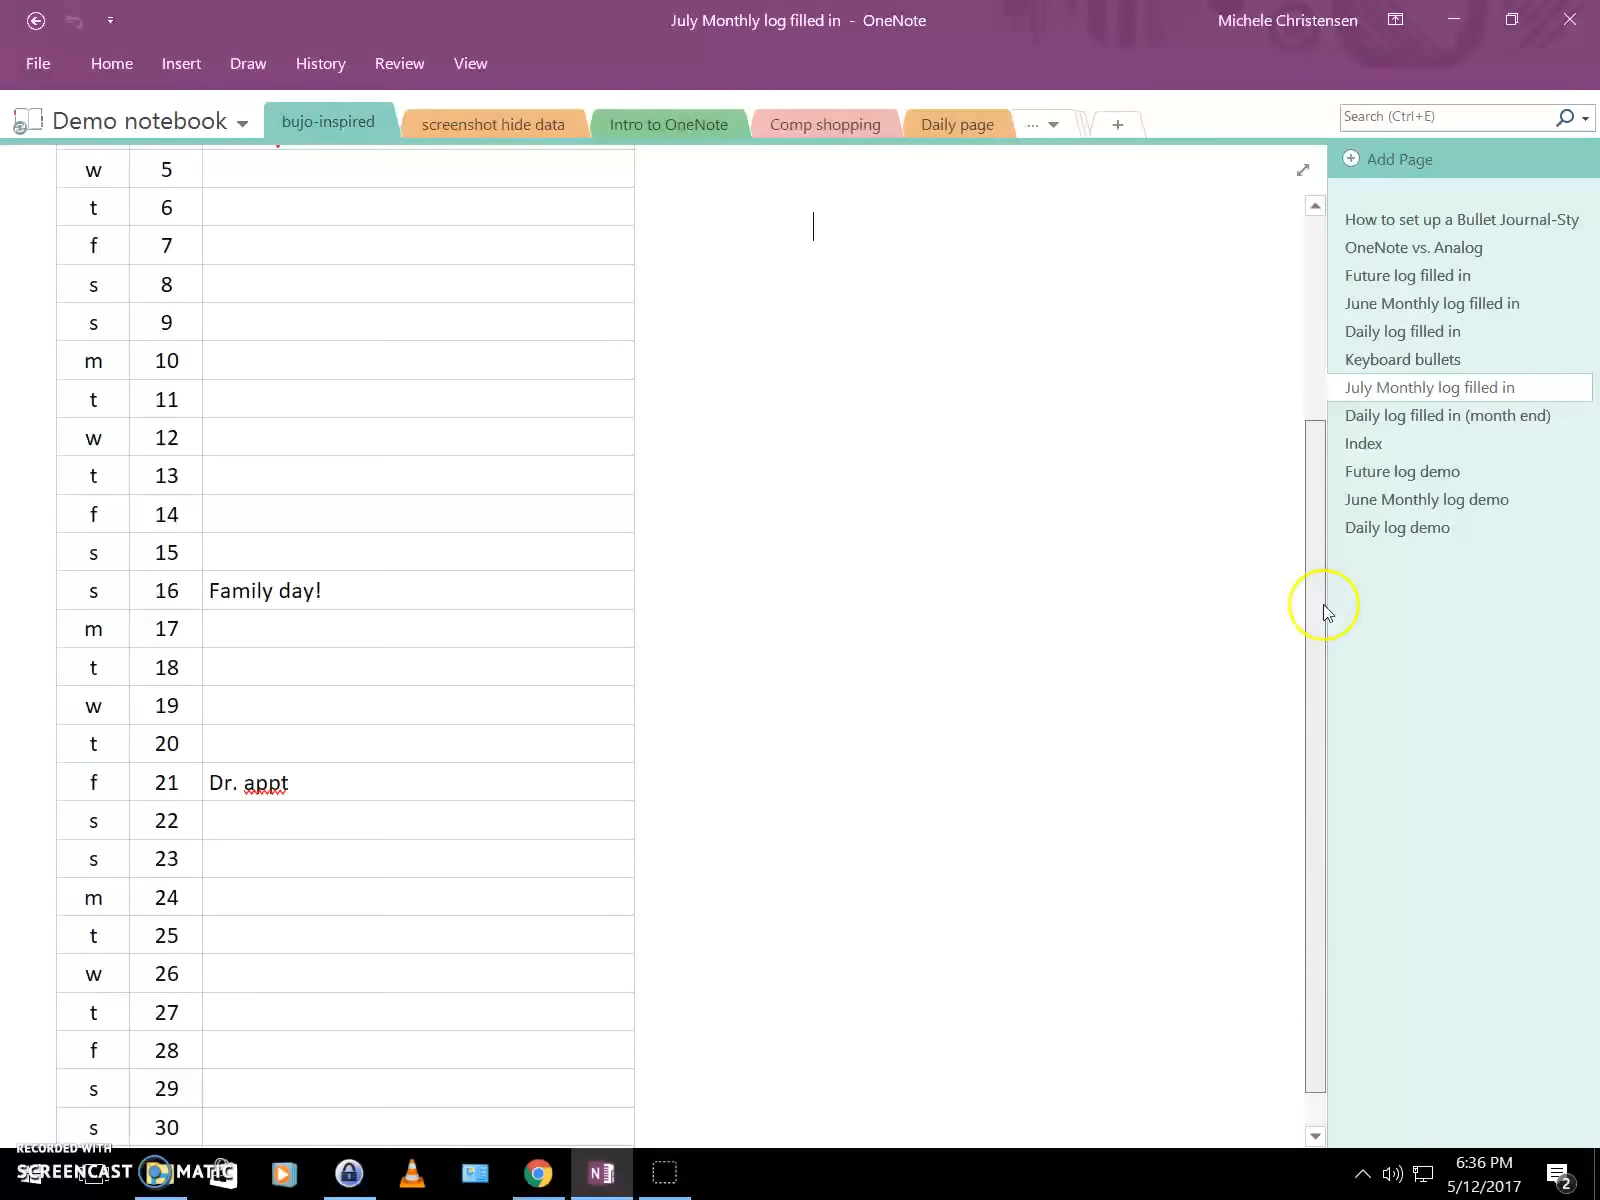 July Monthly log filled in - OneNote
Michele Christensen
File Home Insert Draw History Review View
Demo notebook
bujo-inspired
screenshot hide data
Intro to OneNote
Comp shopping
Daily page
...
Search (Ctrl+E)
Add Page
w 5
t 6
f 7
s 8
s 9
m 10
t 11
w 12
t 13
f 14
s 15
s 16 Family day!
m 17
t 18
w 19
t 20
f 21 Dr. appt
s 22
s 23
m 24
t 25
w 26
t 27
f 28
s 29
s 30
How to set up a Bullet Journal-Sty
OneNote vs. Analog
Future log filled in
June Monthly log filled in
Daily log filled in
Keyboard bullets
July Monthly log filled in
Daily log filled in (month end)
Index
Future log demo
June Monthly log demo
Daily log demo
RECORDED WITH
SCREENCAST MATIC
N
6:36 PM
5/12/2017
2